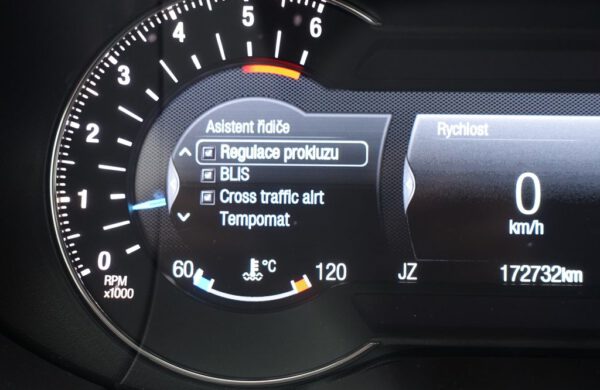 6
5
4
3
2
1
0
RPM
x1000
Asistent řidiče
Regulace prokluzu
BLIS
Cross traffic alrt
Tempomat
60 °C 120
Rychlost
0
km/h
JZ 172732km